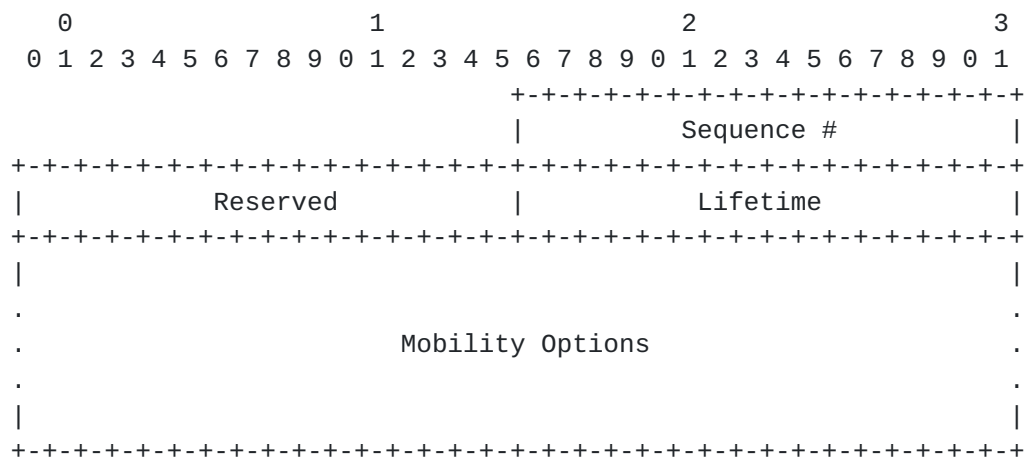 0                   1                   2                   3
  0 1 2 3 4 5 6 7 8 9 0 1 2 3 4 5 6 7 8 9 0 1 2 3 4 5 6 7 8 9 0 1
                                 +-+-+-+-+-+-+-+-+-+-+-+-+-+-+-+-+
                                 |          Sequence #           |
 +-+-+-+-+-+-+-+-+-+-+-+-+-+-+-+-+-+-+-+-+-+-+-+-+-+-+-+-+-+-+-+-+
 |            Reserved           |           Lifetime            |
 +-+-+-+-+-+-+-+-+-+-+-+-+-+-+-+-+-+-+-+-+-+-+-+-+-+-+-+-+-+-+-+-+
 |                                                               |
 .                                                               .
 .                        Mobility Options                       .
 .                                                               .
 |                                                               |
 +-+-+-+-+-+-+-+-+-+-+-+-+-+-+-+-+-+-+-+-+-+-+-+-+-+-+-+-+-+-+-+-+